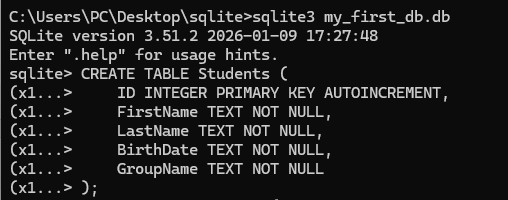 C:\Users\PC\Desktop\sqlite>sqlite3 my_first_db.db
SQLite version 3.51.2 2026-01-09 17:27:48
Enter ".help" for usage hints.
sqlite> CREATE TABLE Students (
(x1...>     ID INTEGER PRIMARY KEY AUTOINCREMENT,
(x1...>     FirstName TEXT NOT NULL,
(x1...>     LastName TEXT NOT NULL,
(x1...>     BirthDate TEXT NOT NULL,
(x1...>     GroupName TEXT NOT NULL
(x1...> );